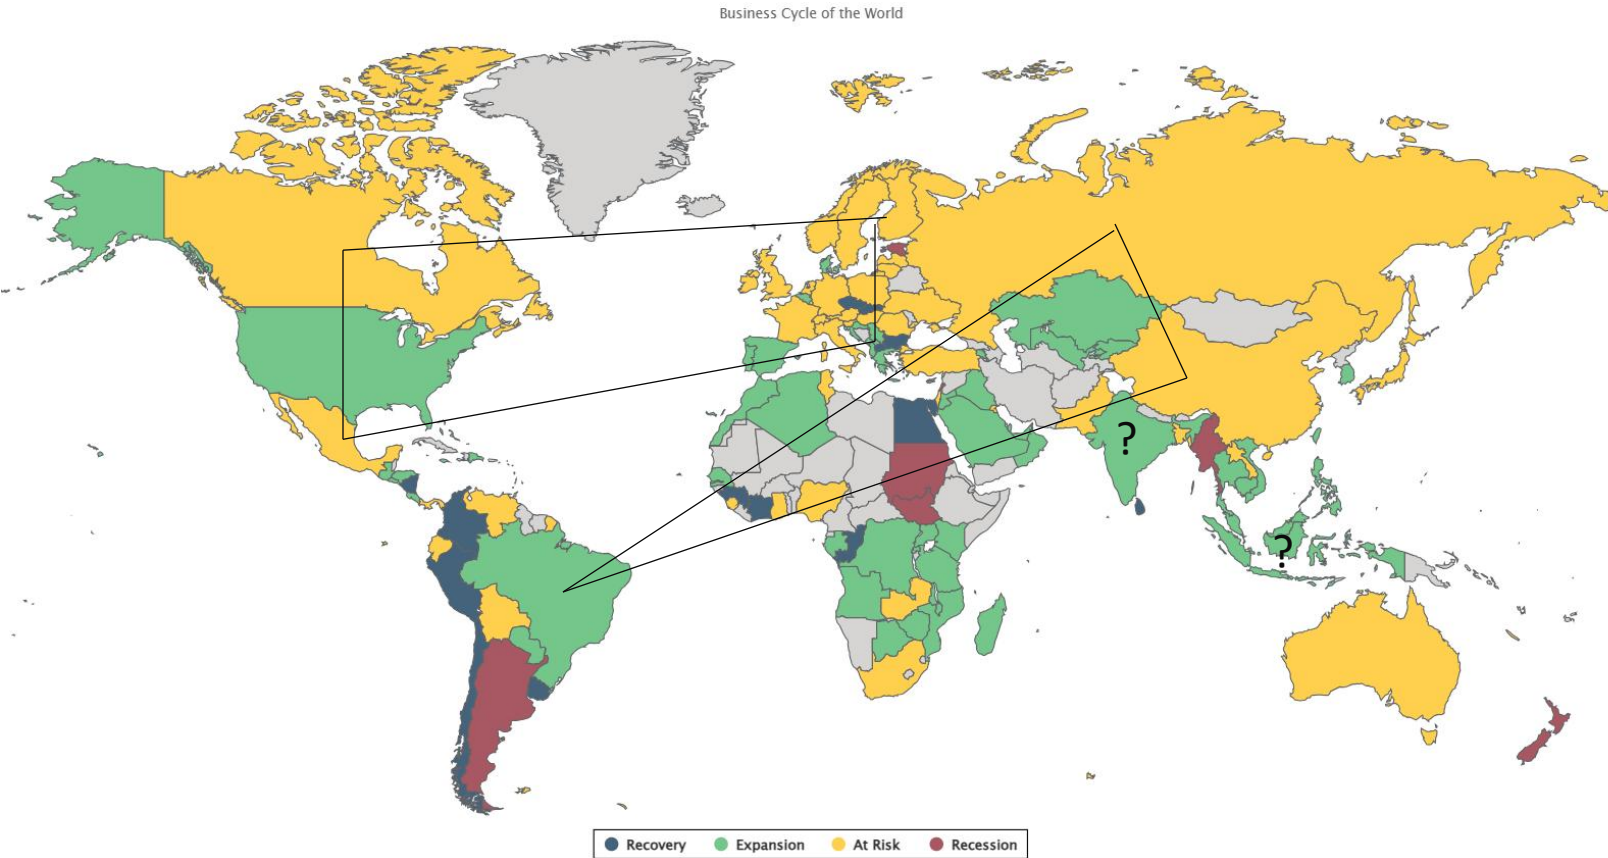 Business Cycle of the World
?
?
Recovery Expansion At Risk Recession